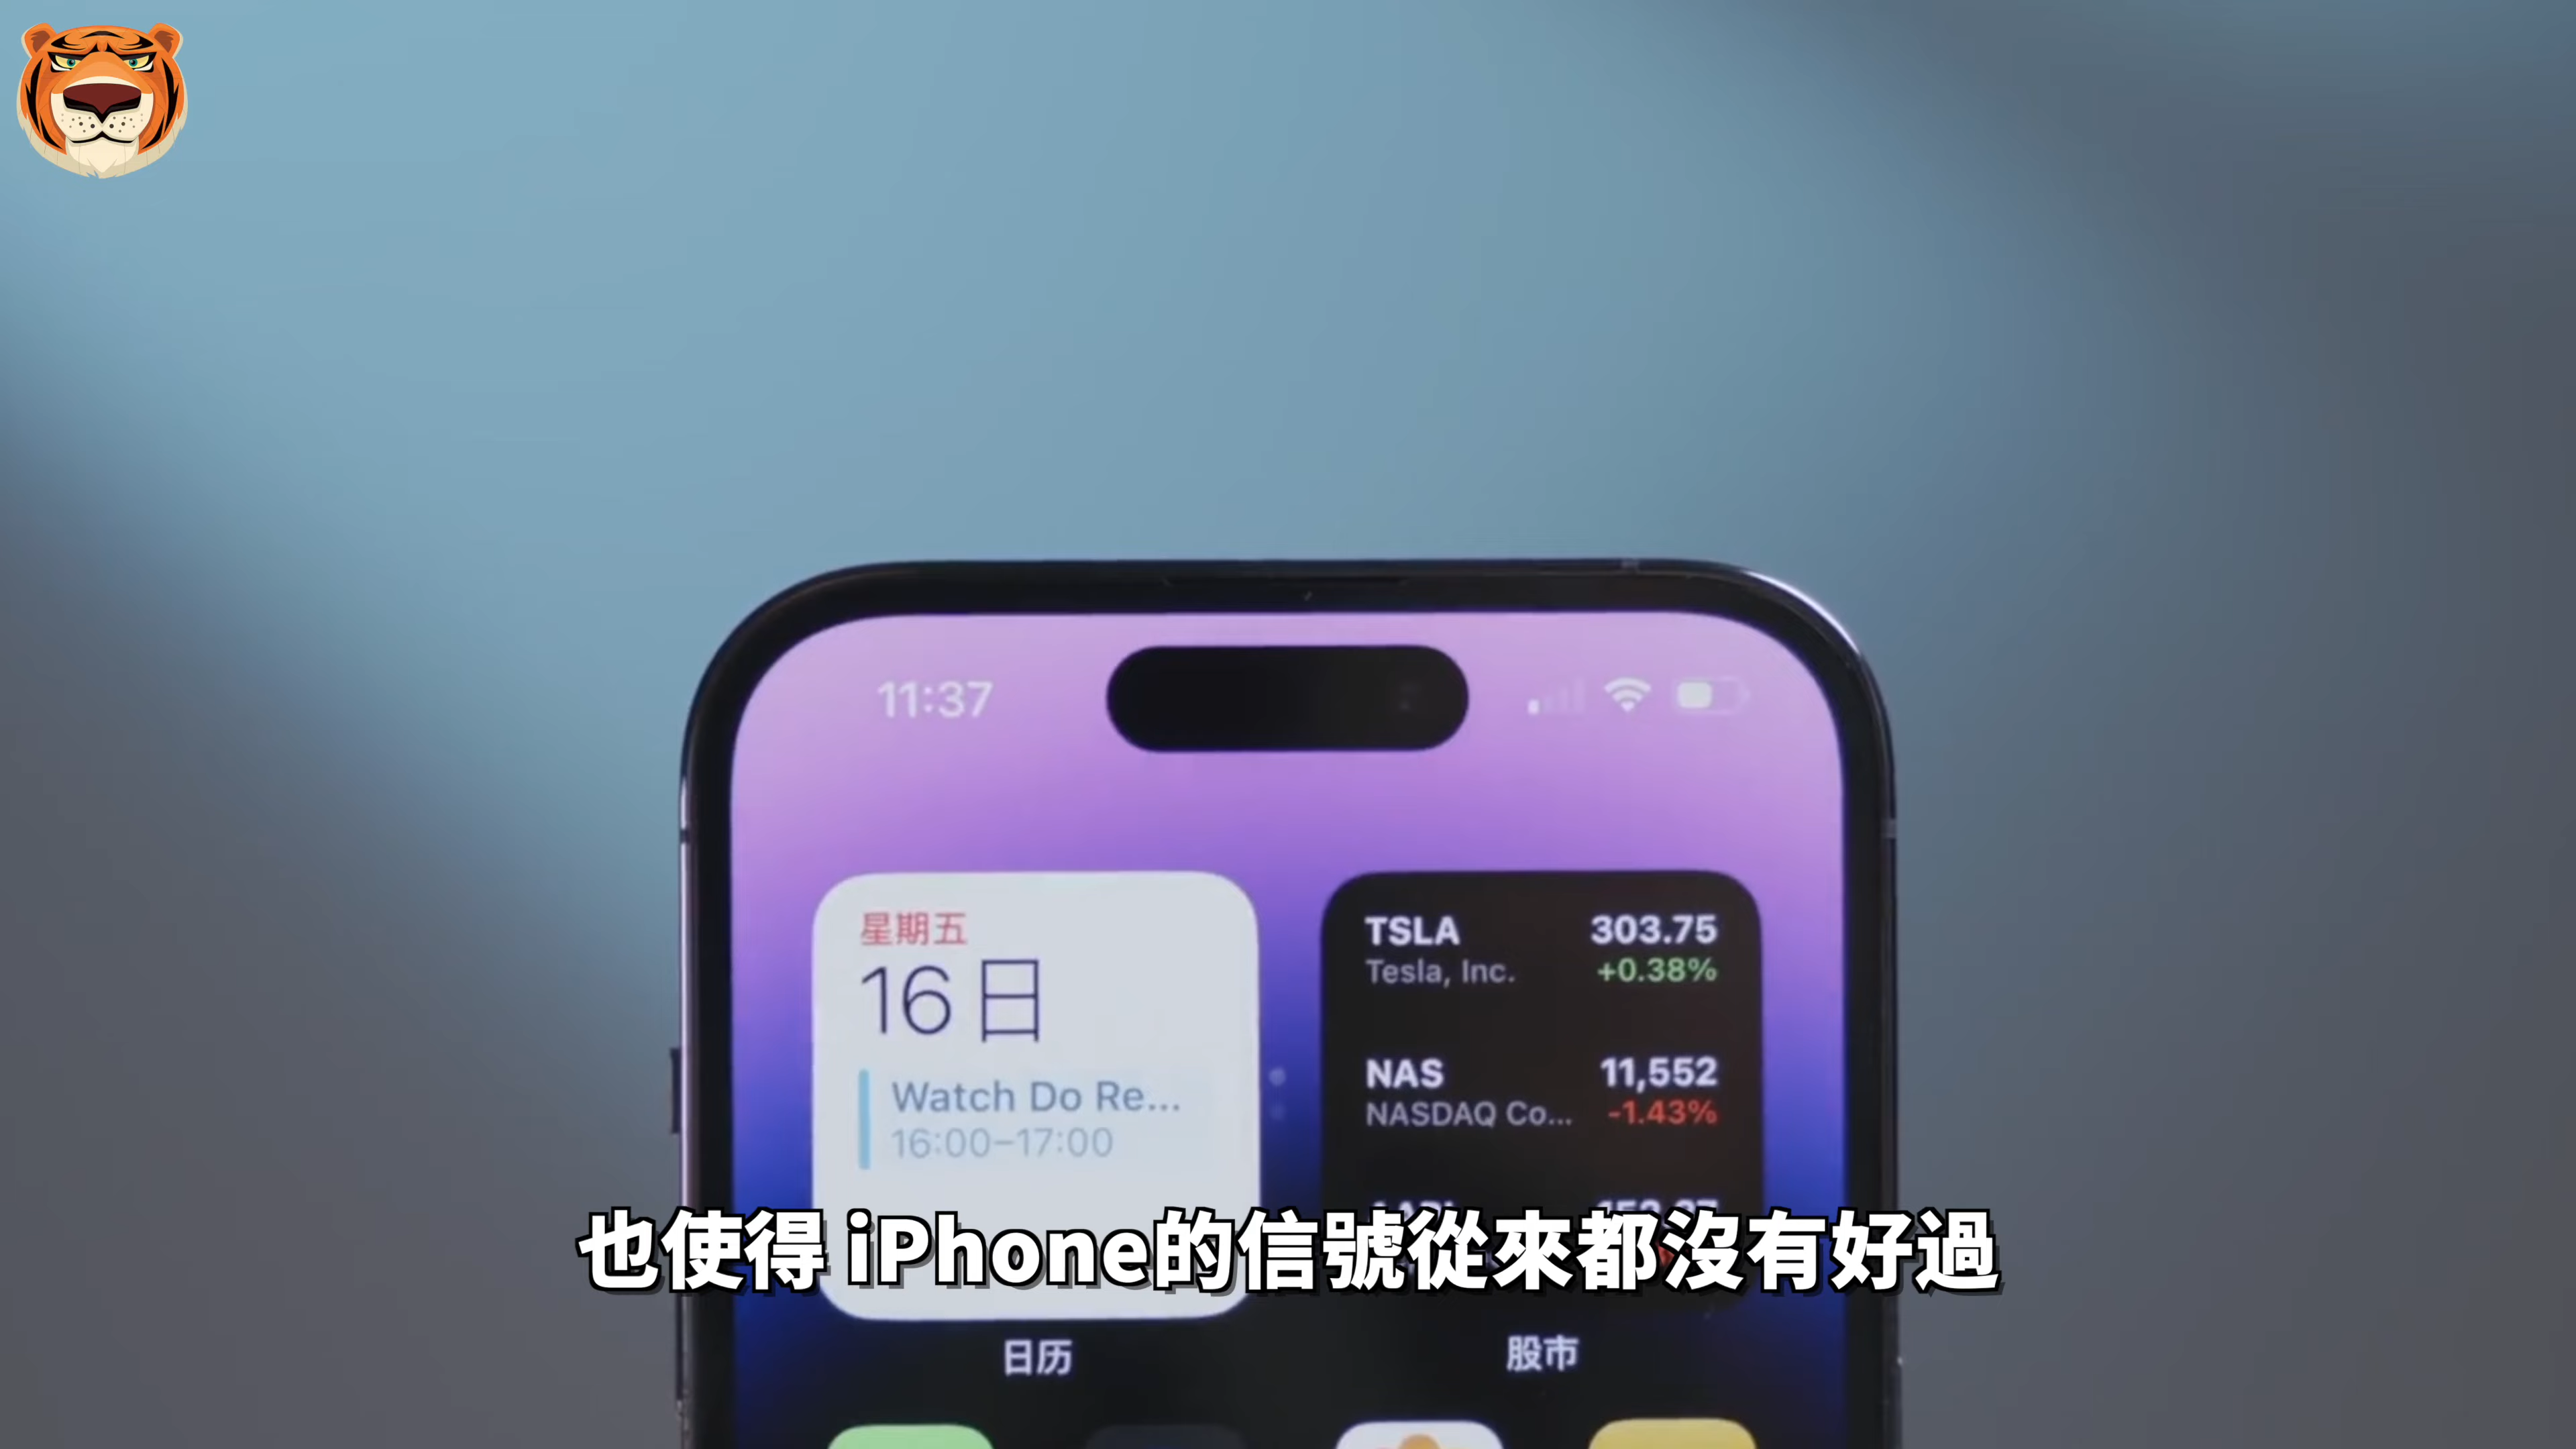 11:37
星期五
16日
Watch Do Re...
16:00–17:00
TSLA 303.75
Tesla, Inc. +0.38%
NAS 11,552
NASDAQ Co... -1.43%
也使得 iPhone的信號從來都沒有好過
日历
股市